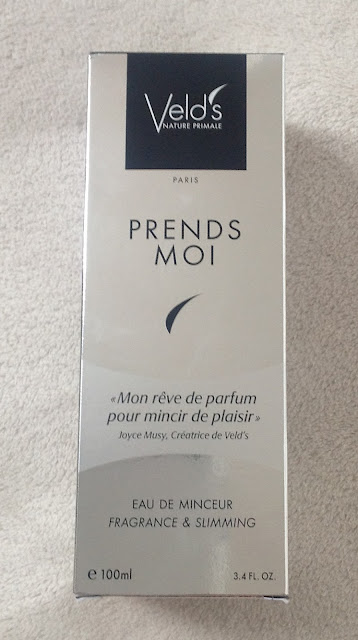 Veld's
NATURE PRIMALE
PARIS
PRENDS
MOI
«Mon rêve de parfum
pour mincir de plaisir»
Joyce Musy, Créatrice de Veld's
EAU DE MINCEUR
FRAGRANCE & SLIMMING
e 100ml 3.4 FL. OZ.